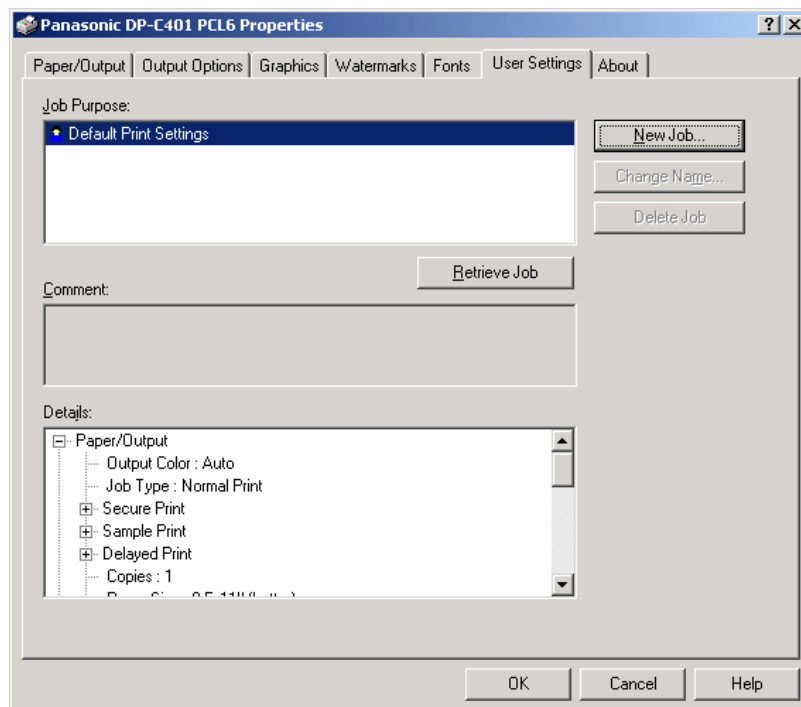 Panasonic DP-C401 PCL6 Properties
Paper/Output Output Options Graphics Watermarks Fonts User Settings About
Job Purpose:
Default Print Settings
New Job...
Change Name...
Delete Job
Retrieve Job
Comment:
Details:
Paper/Output
Output Color : Auto
Job Type : Normal Print
Secure Print
Sample Print
Delayed Print
Copies : 1
OK Cancel Help